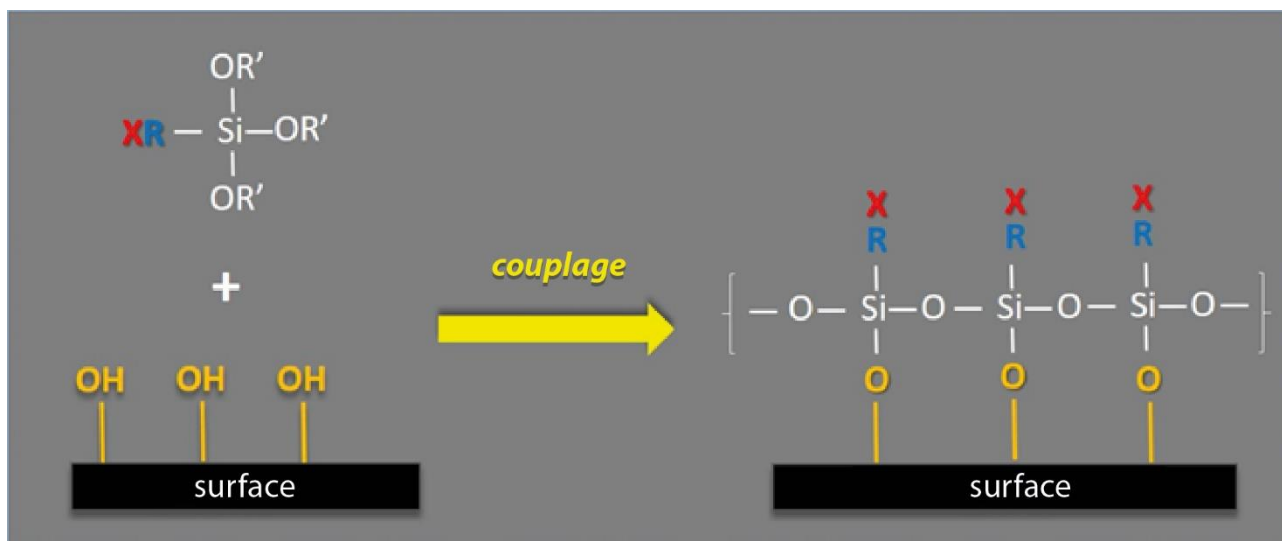 OR'
XR — Si — OR'
OR'
+
OH OH OH
surface
couplage
X X X
R R R
— O — Si — O — Si — O — Si — O —
O O O
surface